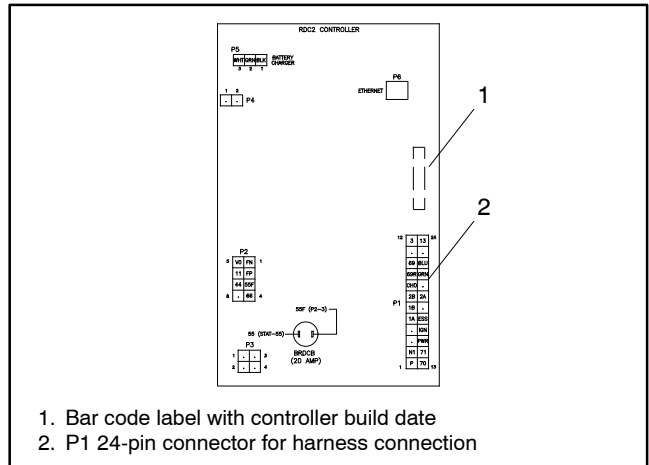 RDC2 CONTROLLER
P5
WHT GRN BLK BATTERY CHARGER
3 2 1
1 2
. . P4
P6
ETHERNET
1
2
12 3 13 24
. .
69 BLU
69R GRN
CHO .
2B 2A
P1 1B .
1A ESS
. IGN
. PWR
N1 71
1 P 70 13
P2
5 V0 FN 1
11 FP
44 55F
8 . 66 4
55F (P2-3)
55 (STAT-55)
BRDCB
(20 AMP)
P3
1 . . 3
2 . . 4
1. Bar code label with controller build date
2. P1 24-pin connector for harness connection